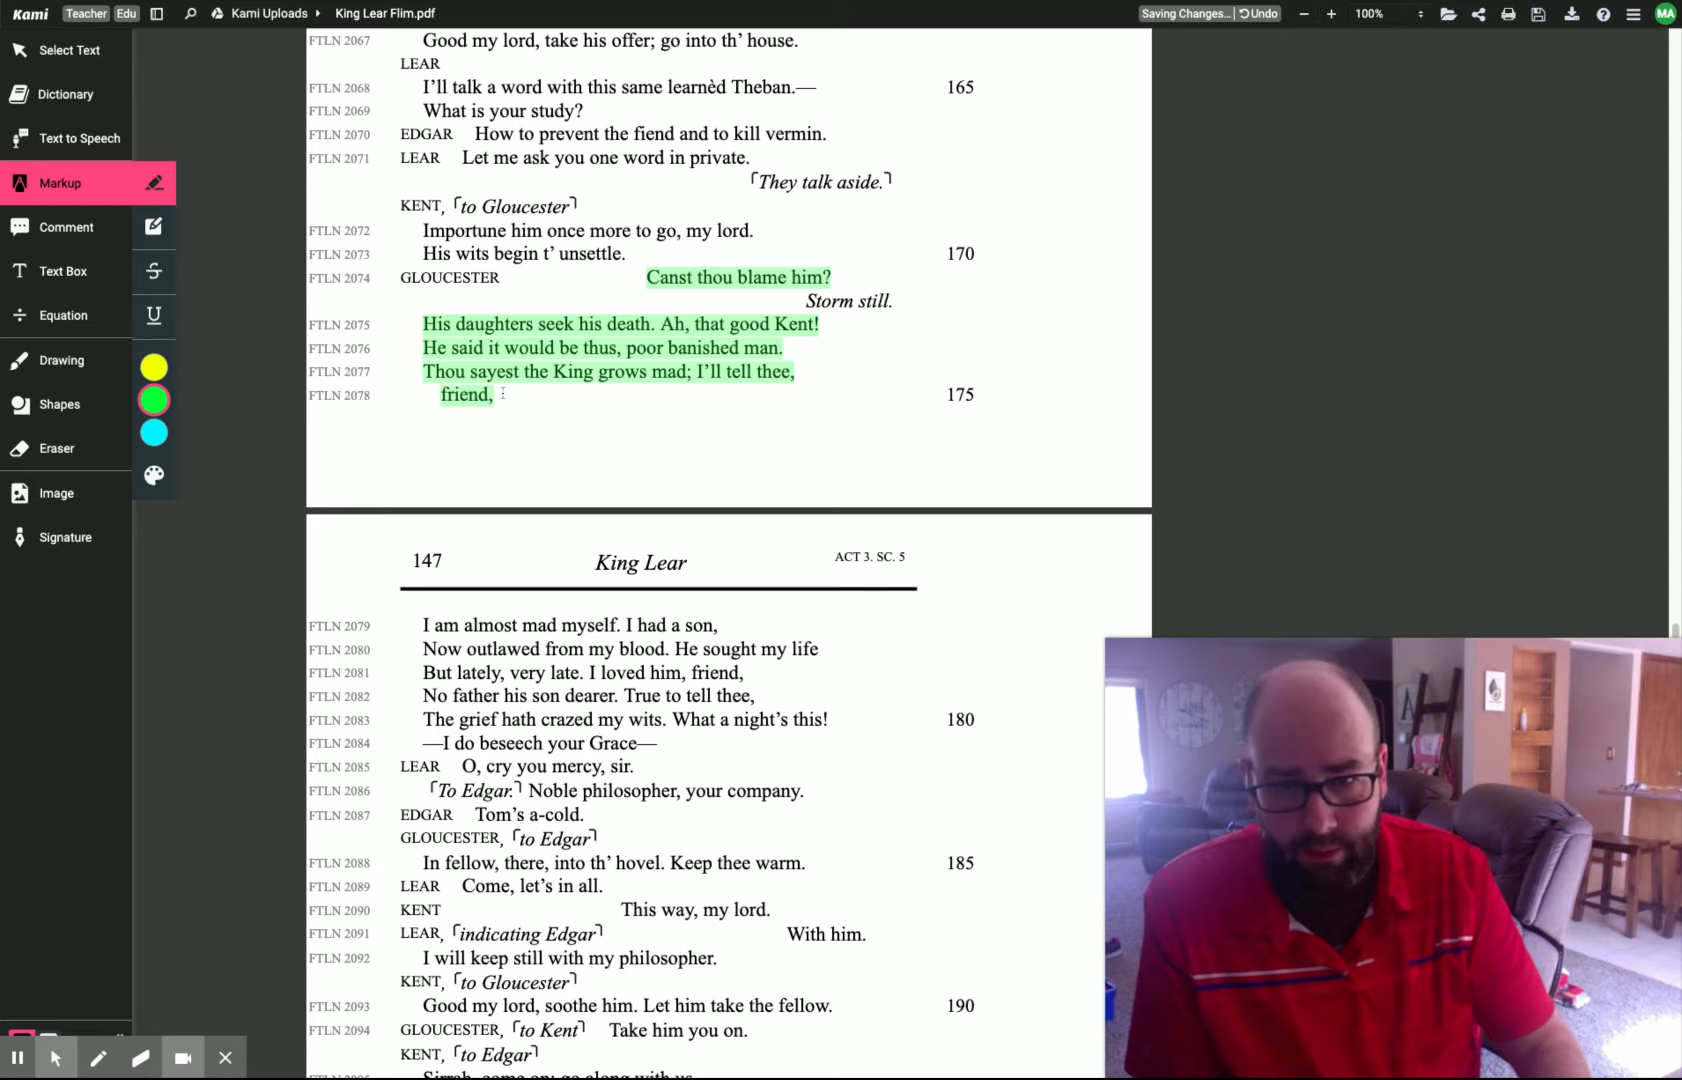 Kami Teacher Edu Kami Uploads King Lear Flim.pdf Saving Changes... Undo 100% MA
Select Text
Dictionary
Text to Speech
Markup
Comment
Text Box
Equation
Drawing
Shapes
Eraser
Image
Signature
FTLN 2067 Good my lord, take his offer; go into th’ house.
LEAR
FTLN 2068 I’ll talk a word with this same learnèd Theban.— 165
FTLN 2069 What is your study?
FTLN 2070 EDGAR How to prevent the fiend and to kill vermin.
FTLN 2071 LEAR Let me ask you one word in private.
⌜They talk aside.⌝
KENT, ⌜to Gloucester⌝
FTLN 2072 Importune him once more to go, my lord.
FTLN 2073 His wits begin t’ unsettle. 170
FTLN 2074 GLOUCESTER Canst thou blame him?
Storm still.
FTLN 2075 His daughters seek his death. Ah, that good Kent!
FTLN 2076 He said it would be thus, poor banished man.
FTLN 2077 Thou sayest the King grows mad; I’ll tell thee,
FTLN 2078 friend, 175
147 King Lear ACT 3. SC. 5
FTLN 2079 I am almost mad myself. I had a son,
FTLN 2080 Now outlawed from my blood. He sought my life
FTLN 2081 But lately, very late. I loved him, friend,
FTLN 2082 No father his son dearer. True to tell thee,
FTLN 2083 The grief hath crazed my wits. What a night’s this! 180
FTLN 2084 —I do beseech your Grace—
FTLN 2085 LEAR O, cry you mercy, sir.
FTLN 2086 ⌜To Edgar.⌝ Noble philosopher, your company.
FTLN 2087 EDGAR Tom’s a-cold.
GLOUCESTER, ⌜to Edgar⌝
FTLN 2088 In fellow, there, into th’ hovel. Keep thee warm. 185
FTLN 2089 LEAR Come, let’s in all.
FTLN 2090 KENT This way, my lord.
FTLN 2091 LEAR, ⌜indicating Edgar⌝ With him.
FTLN 2092 I will keep still with my philosopher.
KENT, ⌜to Gloucester⌝
FTLN 2093 Good my lord, soothe him. Let him take the fellow. 190
FTLN 2094 GLOUCESTER, ⌜to Kent⌝ Take him you on.
KENT, ⌜to Edgar⌝
Sirrah, come on; go along with us.